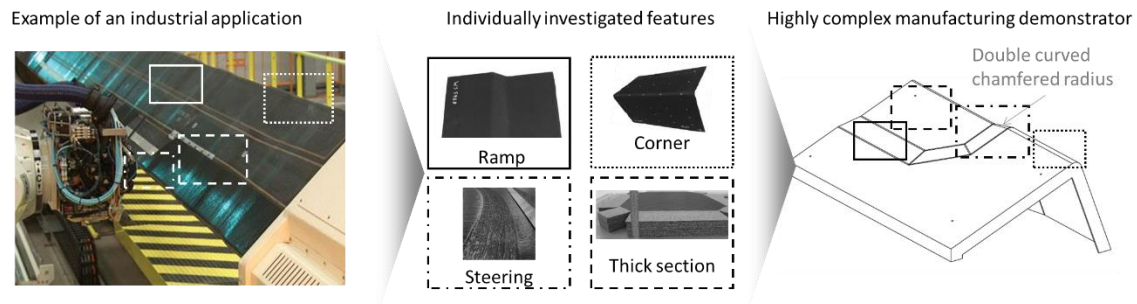 Example of an industrial application
Individually investigated features
Highly complex manufacturing demonstrator
Ramp
Corner
Steering
Thick section
Double curved
chamfered radius